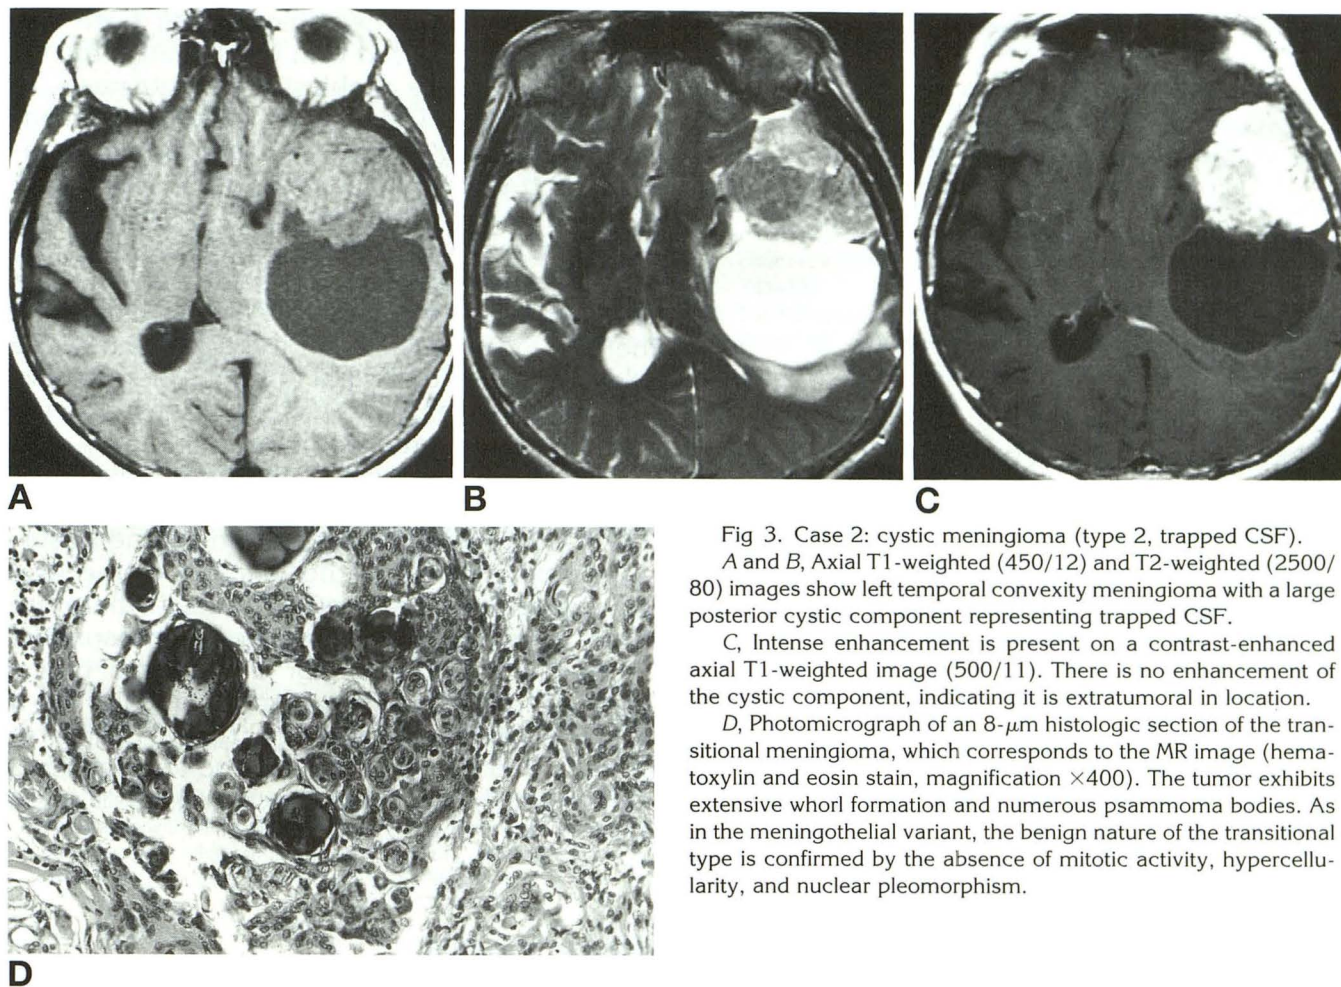 A
B
C
Fig 3. Case 2: cystic meningioma (type 2, trapped CSF).
A and B, Axial T1-weighted (450/12) and T2-weighted (2500/
80) images show left temporal convexity meningioma with a large
posterior cystic component representing trapped CSF.
C, Intense enhancement is present on a contrast-enhanced
axial T1-weighted image (500/11). There is no enhancement of
the cystic component, indicating it is extratumoral in location.
D, Photomicrograph of an 8-μm histologic section of the tran-
sitional meningioma, which corresponds to the MR image (hema-
toxylin and eosin stain, magnification ×400). The tumor exhibits
extensive whorl formation and numerous psammoma bodies. As
in the meningothelial variant, the benign nature of the transitional
type is confirmed by the absence of mitotic activity, hypercellu-
larity, and nuclear pleomorphism.
D